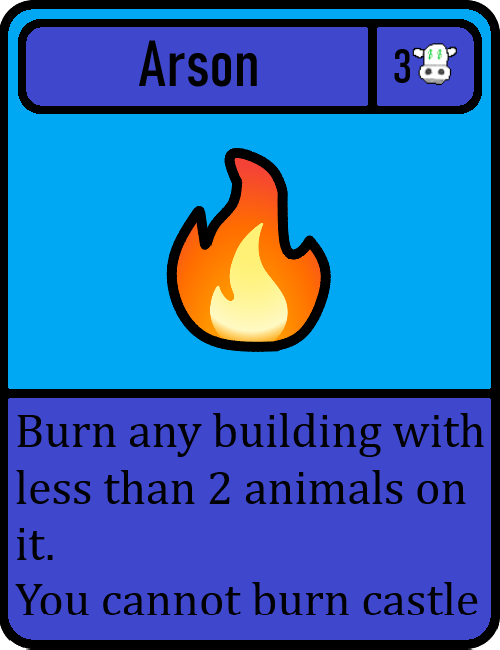 Arson
3
Burn any building with
less than 2 animals on
it.
You cannot burn castle